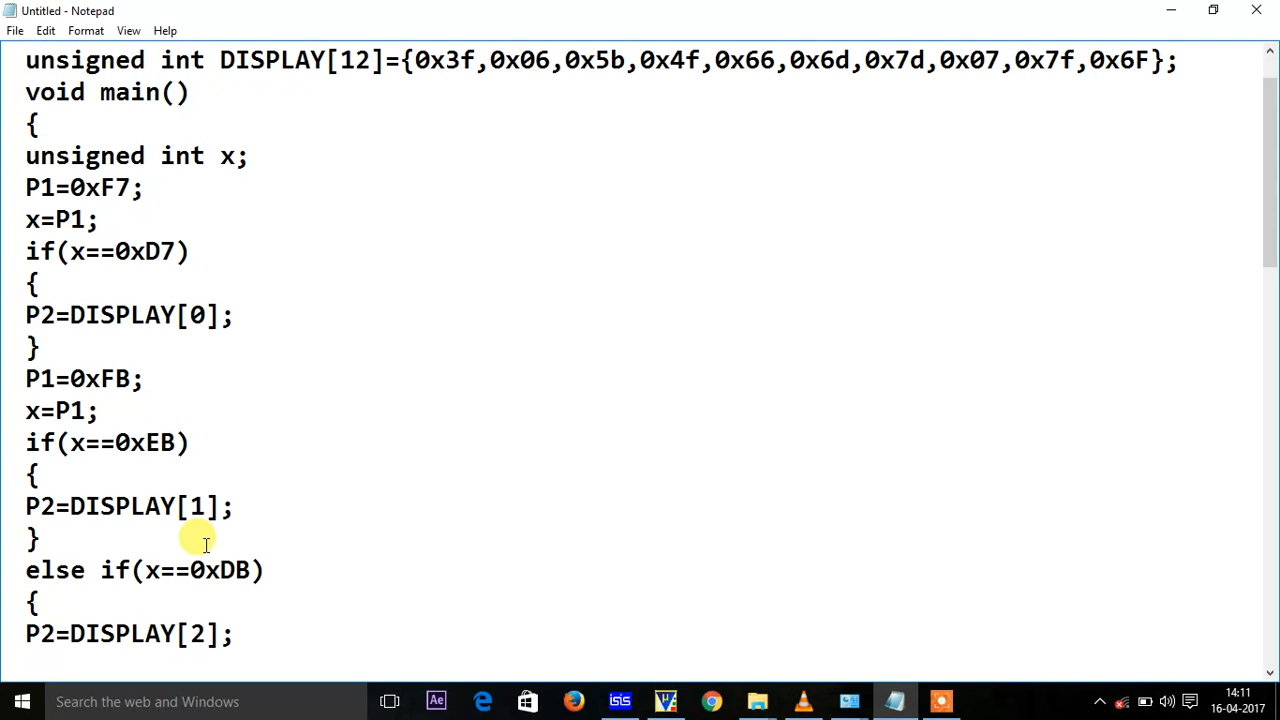 Untitled - Notepad
File Edit Format View Help
unsigned int DISPLAY[12]={0x3f,0x06,0x5b,0x4f,0x66,0x6d,0x7d,0x07,0x7f,0x6F};
void main()
{
unsigned int x;
P1=0xF7;
x=P1;
if(x==0xD7)
{
P2=DISPLAY[0];
}
P1=0xFB;
x=P1;
if(x==0xEB)
{
P2=DISPLAY[1];
}
else if(x==0xDB)
{
P2=DISPLAY[2];
Search the web and Windows
Ae
isis
14:11
16-04-2017